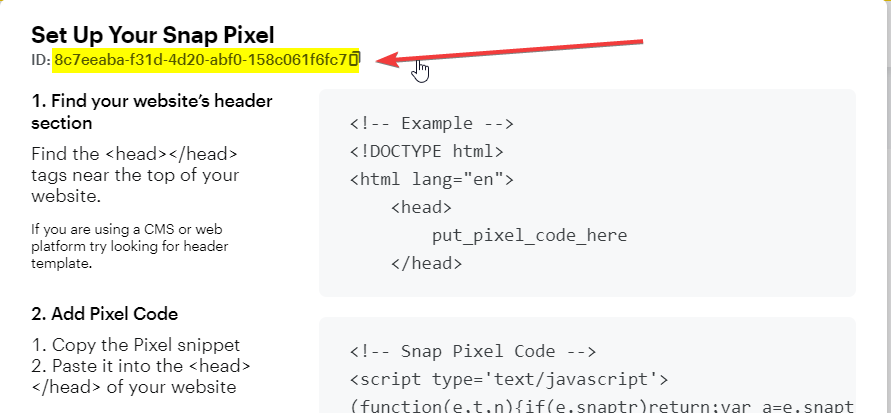 Set Up Your Snap Pixel
ID: 8c7eeaba-f31d-4d20-abf0-158c061f6fc7
1. Find your website’s header
section
Find the <head></head>
tags near the top of your
website.
If you are using a CMS or web
platform try looking for header
template.
<!-- Example -->
<!DOCTYPE html>
<html lang="en">
<head>
put_pixel_code_here
</head>
2. Add Pixel Code
1. Copy the Pixel snippet
2. Paste it into the <head>
</head> of your website
<!-- Snap Pixel Code -->
<script type='text/javascript'>
(function(e,t,n){if(e.snaptr)return;var a=e.snapt